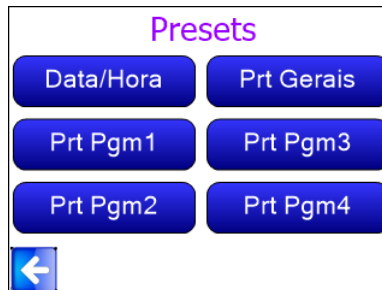 Presets
Data/Hora Prt Gerais
Prt Pgm1 Prt Pgm3
Prt Pgm2 Prt Pgm4